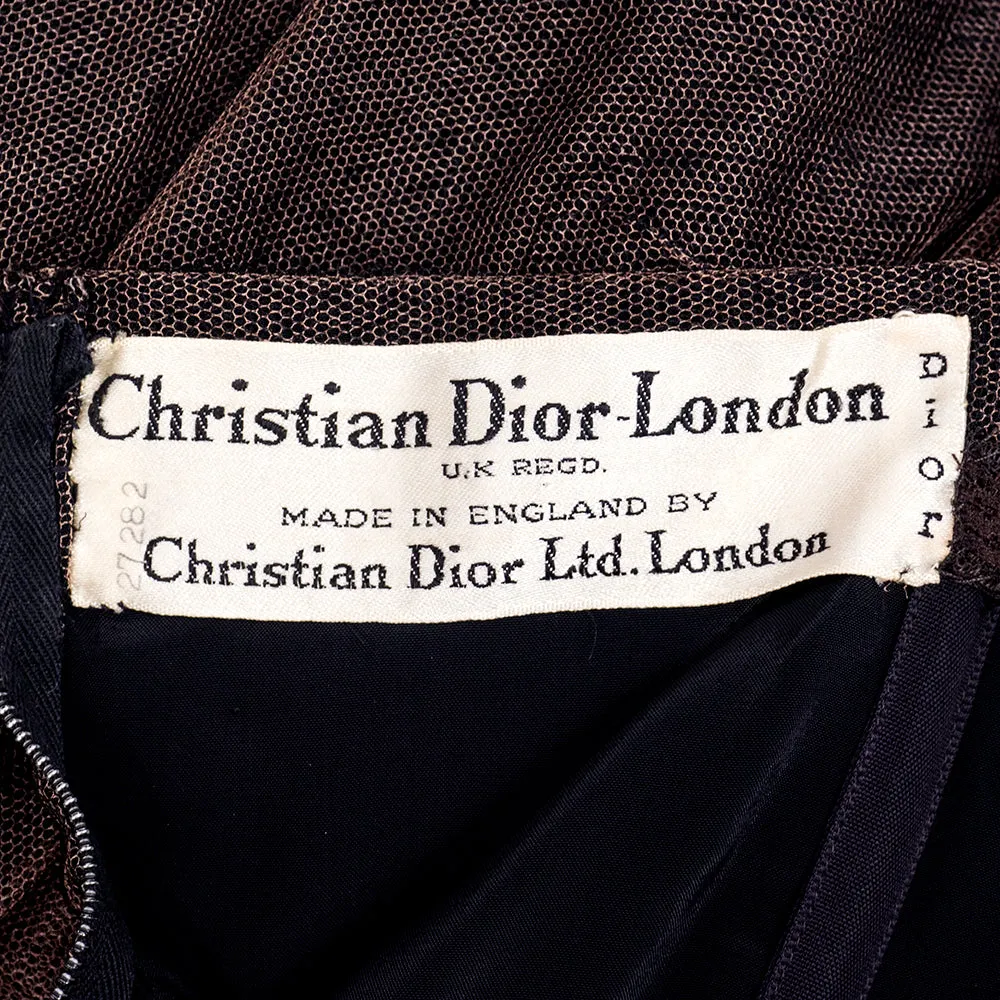 Christian Dior-London
U.K REGD.
MADE IN ENGLAND BY
Christian Dior Ltd. London
Dior
27282